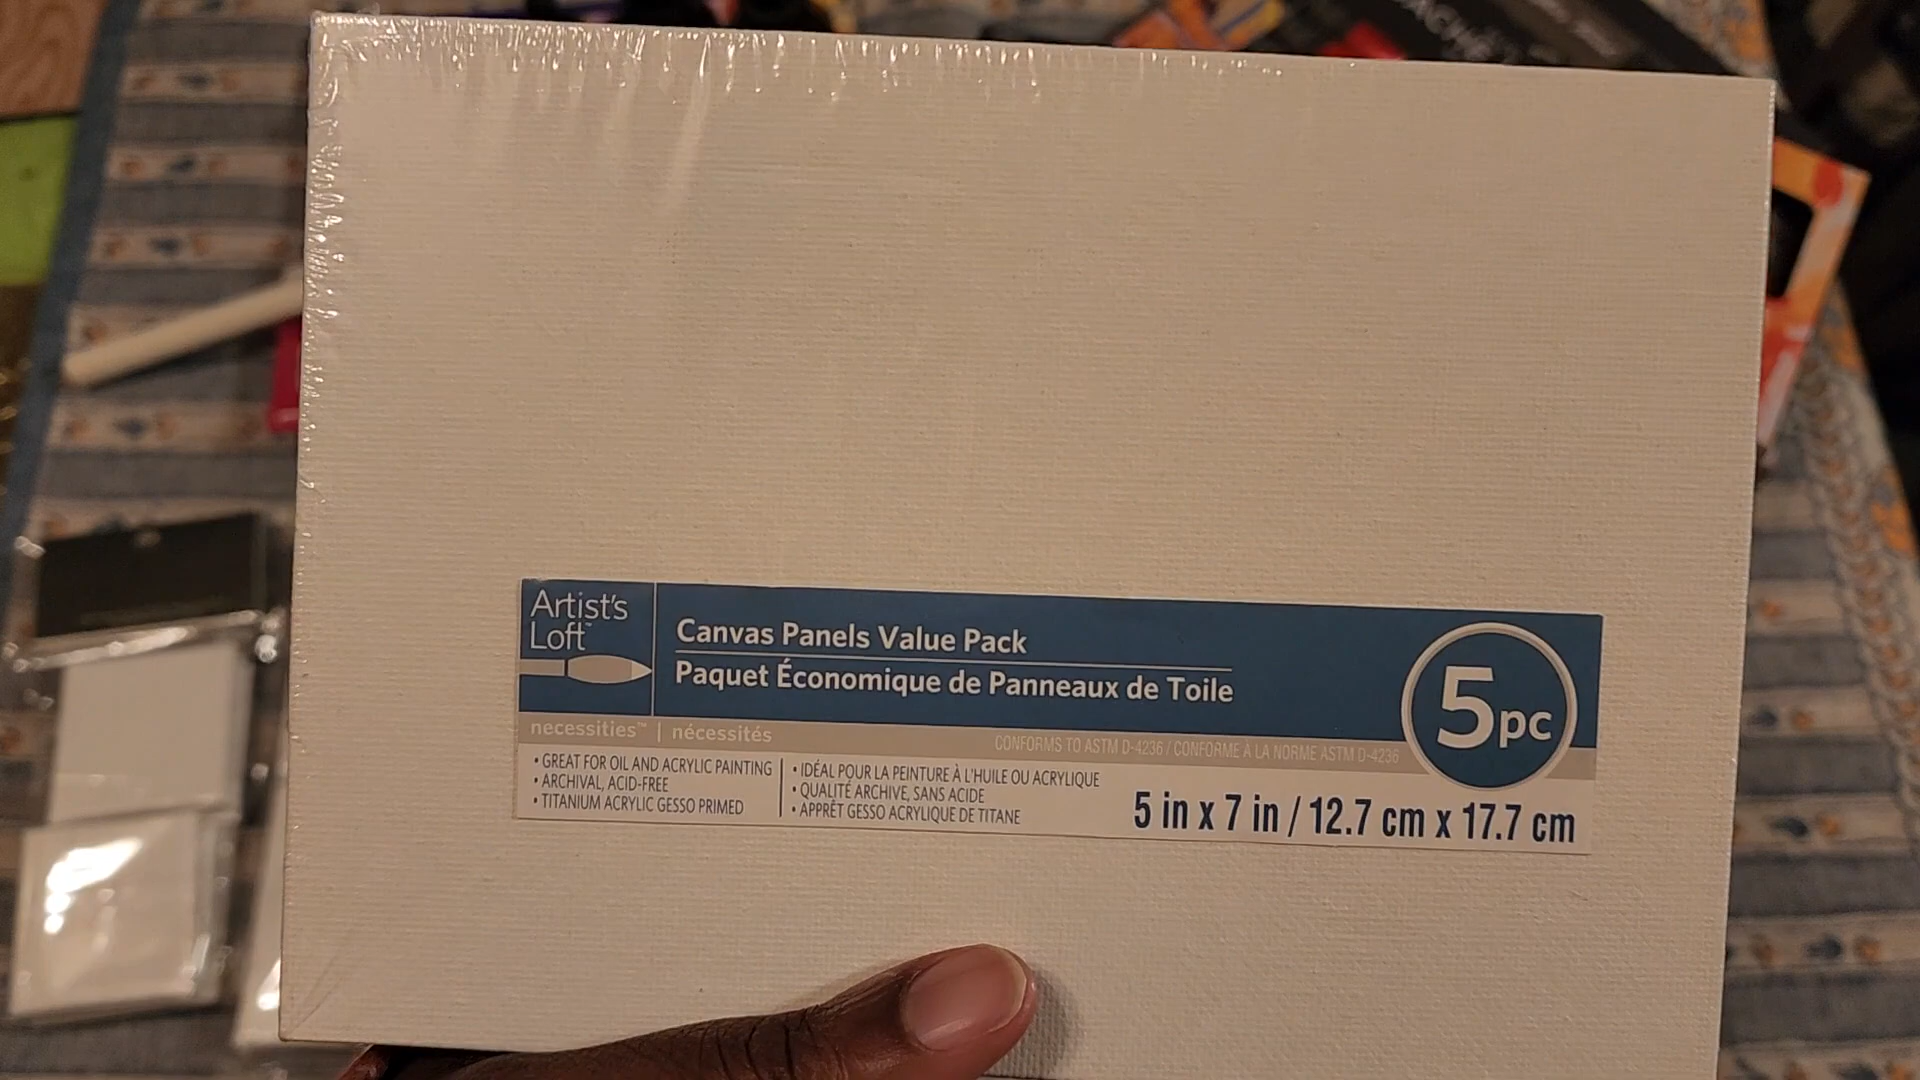 ACHÉ
Artist's
Loft™
Canvas Panels Value Pack
Paquet Économique de Panneaux de Toile
5pc
necessities™ | nécessités
CONFORMS TO ASTM D-4236 / CONFORME À LA NORME ASTM D-4236
• GREAT FOR OIL AND ACRYLIC PAINTING
• ARCHIVAL, ACID-FREE
• TITANIUM ACRYLIC GESSO PRIMED
• IDÉAL POUR LA PEINTURE À L'HUILE OU ACRYLIQUE
• QUALITÉ ARCHIVE, SANS ACIDE
• APPRÊT GESSO ACRYLIQUE DE TITANE
5 in x 7 in / 12.7 cm x 17.7 cm